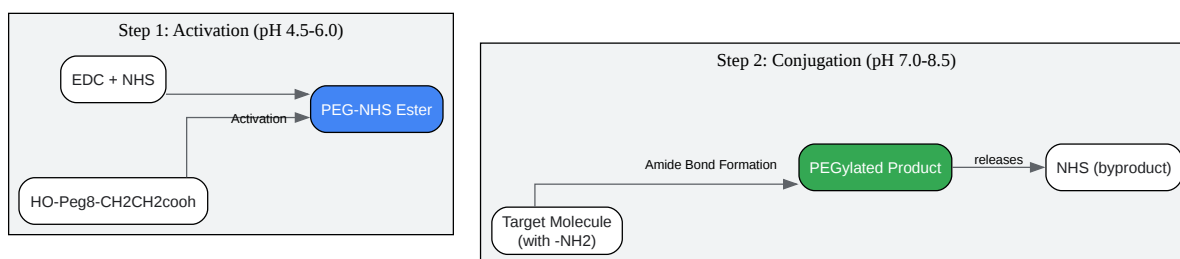 Step 1: Activation (pH 4.5-6.0)
EDC + NHS
PEG-NHS Ester
Activation
HO-Peg8-CH2CH2cooh
Step 2: Conjugation (pH 7.0-8.5)
Amide Bond Formation
PEGylated Product
releases
NHS (byproduct)
Target Molecule
(with -NH2)